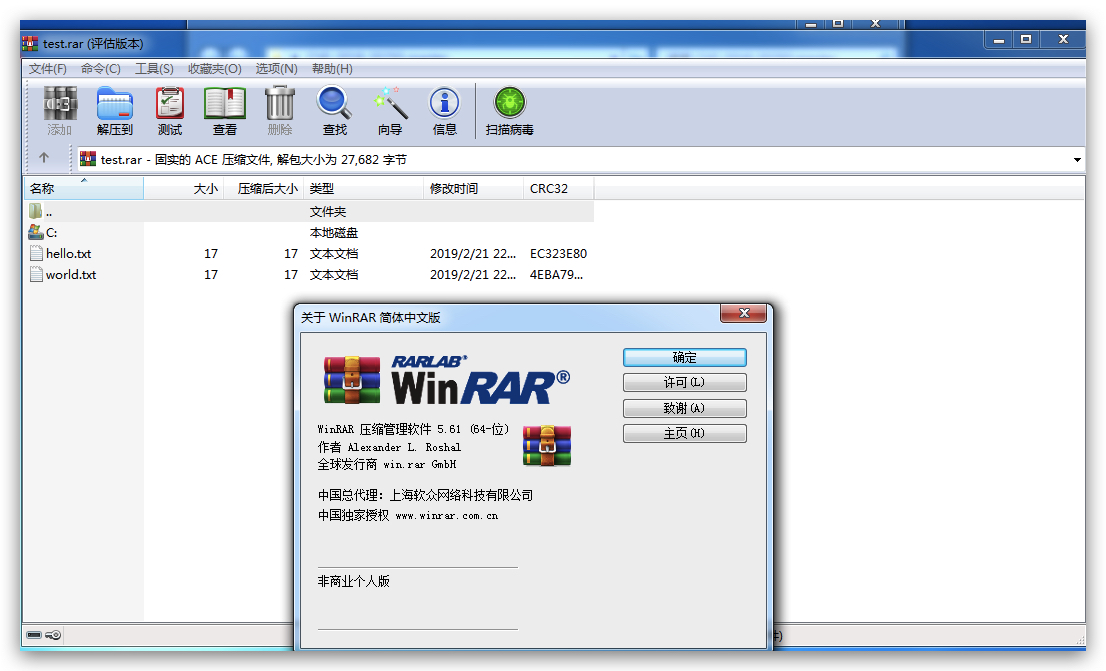 test.rar (评估版本)
文件(F) 命令(C) 工具(S) 收藏夹(O) 选项(N) 帮助(H)
添加 解压到 测试 查看 删除 查找 向导 信息 扫描病毒
test.rar - 固实的 ACE 压缩文件, 解包大小为 27,682 字节
名称 大小 压缩后大小 类型 修改时间 CRC32
.. 文件夹
C: 本地磁盘
hello.txt 17 17 文本文档 2019/2/21 22... EC323E80
world.txt 17 17 文本文档 2019/2/21 22... 4EBA79...
关于 WinRAR 简体中文版
RARLAB®
WinRAR®
确定
许可(L)
致谢(A)
主页(H)
WinRAR 压缩管理软件 5.61 (64-位)
作者 Alexander L. Roshal
全球发行商 win.rar GmbH
中国总代理：上海软众网络科技有限公司
中国独家授权 www.winrar.com.cn
非商业个人版